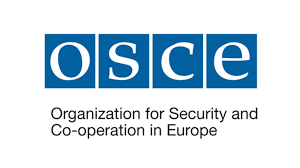 osce
Organization for Security and
Co-operation in Europe